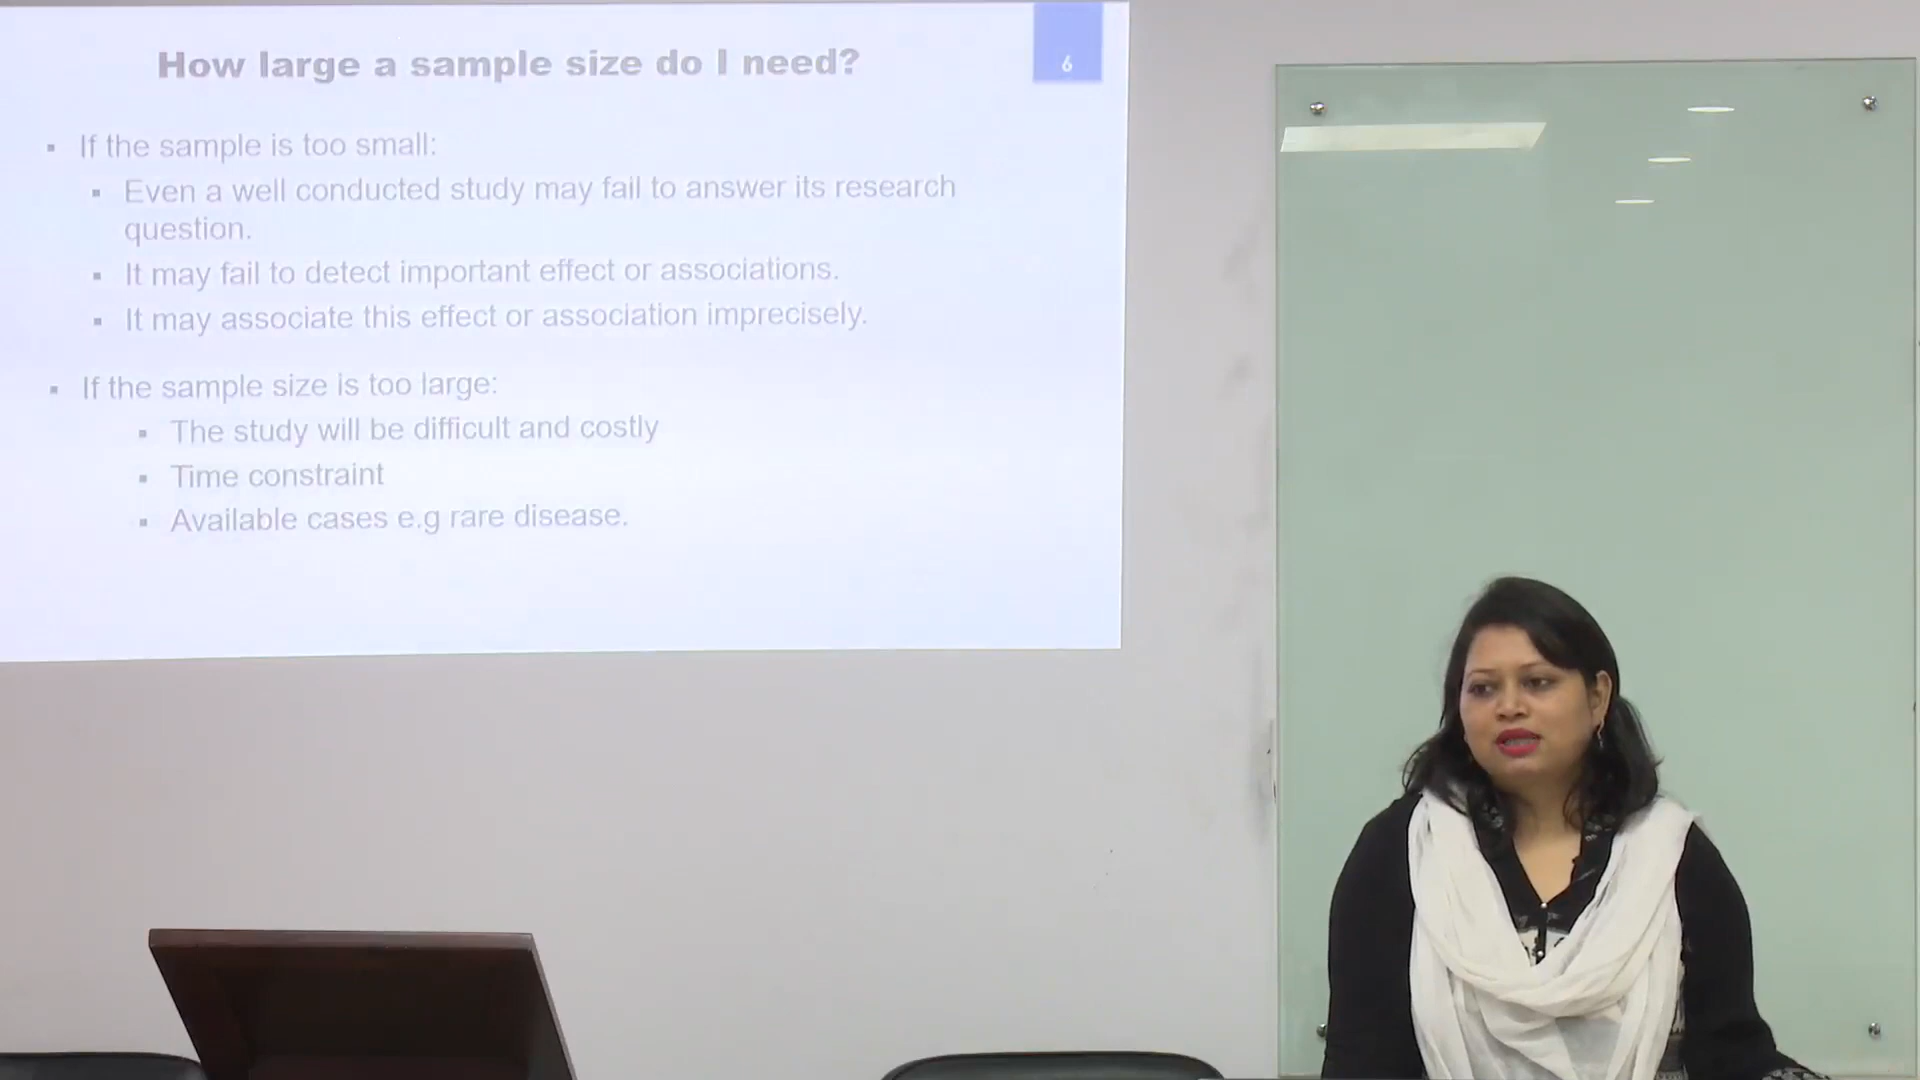 How large a sample size do I need?
6
▪ If the sample is too small:
▪ Even a well conducted study may fail to answer its research
question.
▪ It may fail to detect important effect or associations.
▪ It may associate this effect or association imprecisely.
▪ If the sample size is too large:
▪ The study will be difficult and costly
▪ Time constraint
▪ Available cases e.g rare disease.